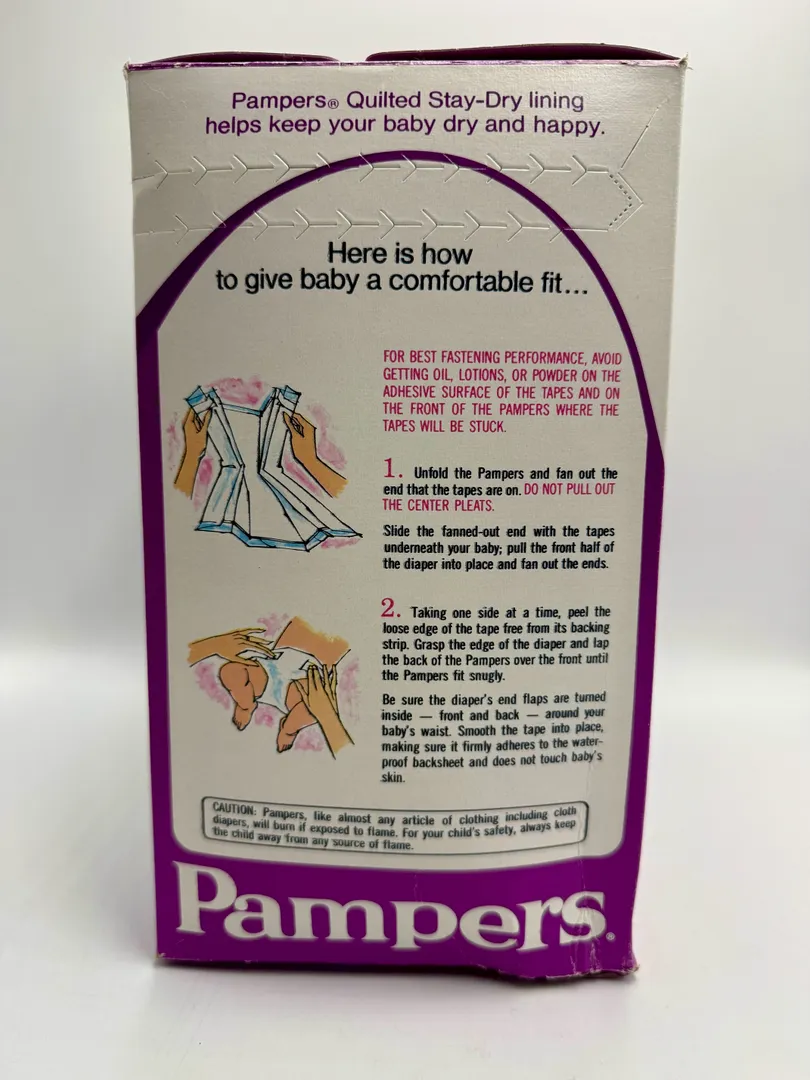 Pampers® Quilted Stay-Dry lining
helps keep your baby dry and happy.
Here is how
to give baby a comfortable fit...
FOR BEST FASTENING PERFORMANCE, AVOID
GETTING OIL, LOTIONS, OR POWDER ON THE
ADHESIVE SURFACE OF THE TAPES AND ON
THE FRONT OF THE PAMPERS WHERE THE
TAPES WILL BE STUCK.
1. Unfold the Pampers and fan out the
end that the tapes are on. DO NOT PULL OUT
THE CENTER PLEATS.
Slide the fanned-out end with the tapes
underneath your baby; pull the front half of
the diaper into place and fan out the ends.
2. Taking one side at a time, peel the
loose edge of the tape free from its backing
strip. Grasp the edge of the diaper and lap
the back of the Pampers over the front until
the Pampers fit snugly.
Be sure the diaper's end flaps are turned
inside — front and back — around your
baby's waist. Smooth the tape into place,
making sure it firmly adheres to the water-
proof backsheet and does not touch baby's
skin.
CAUTION: Pampers, like almost any article of clothing including cloth
diapers, will burn if exposed to flame. For your child's safety, always keep
the child away from any source of flame.
Pampers®